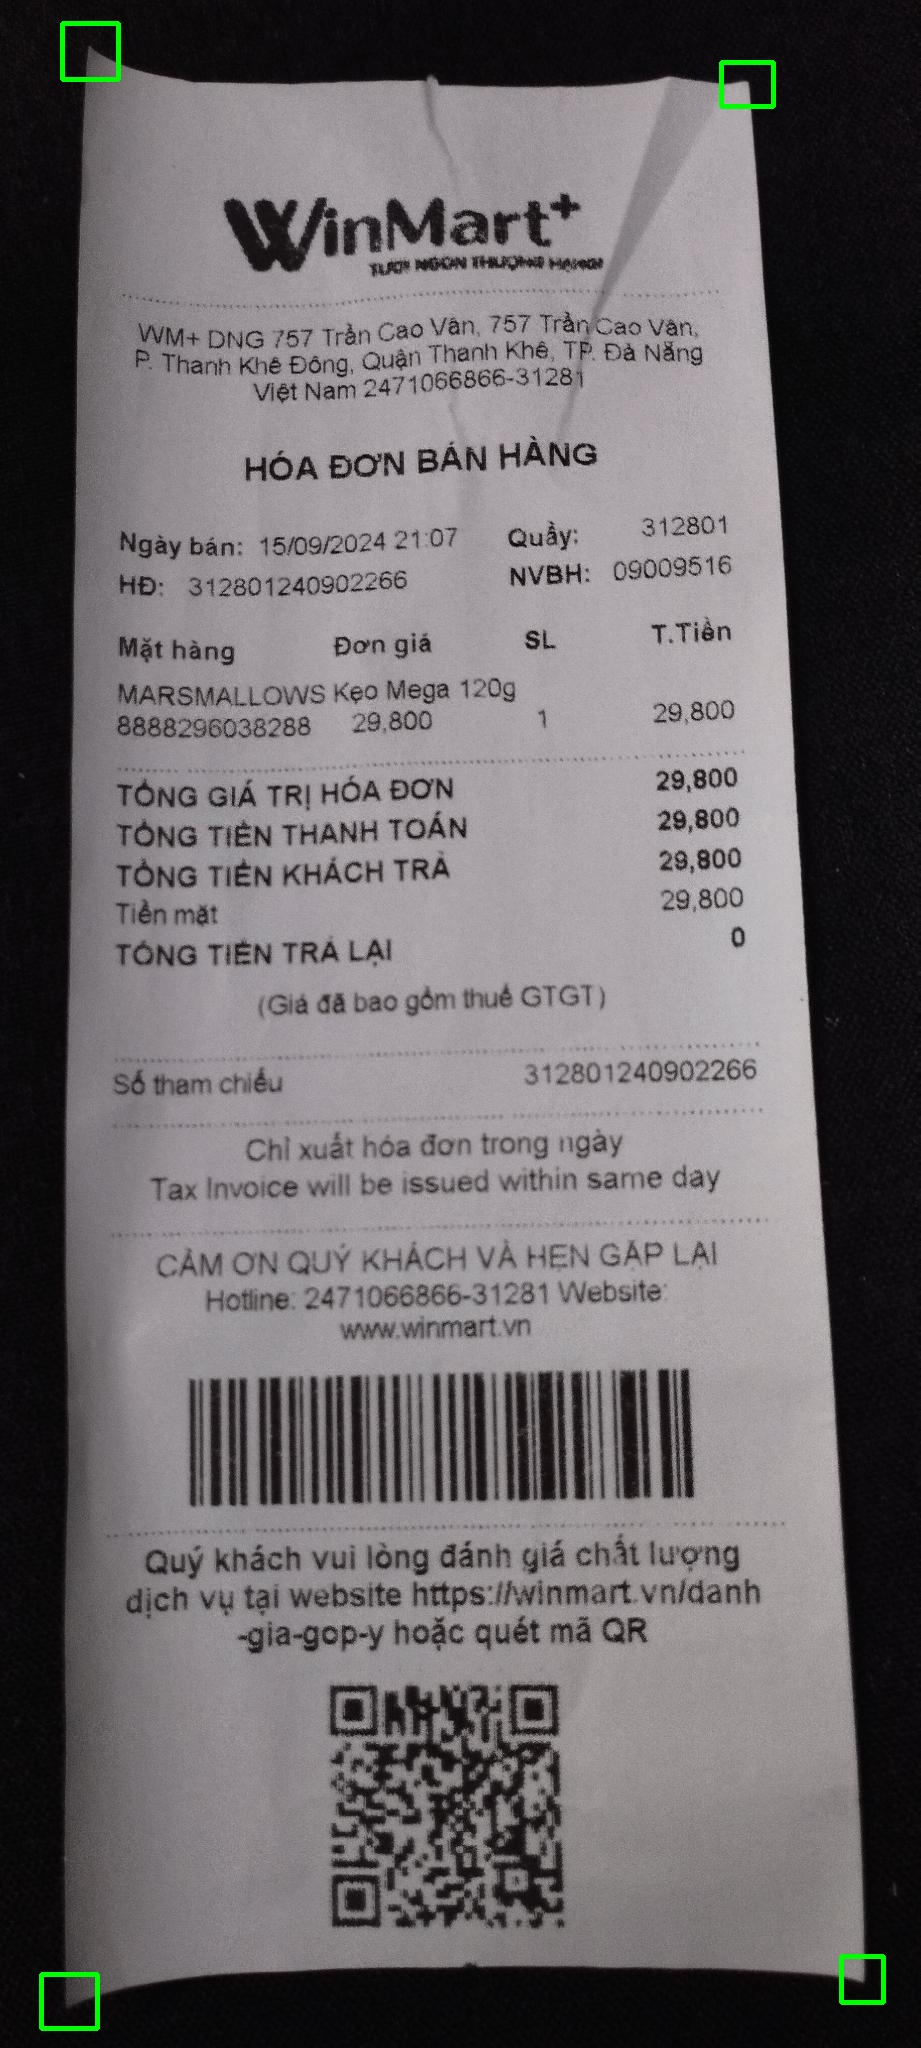 WinMart+
TƯƠI NGON THƯỢNG HẠNG!
WM+ DNG 757 Trần Cao Vân, 757 Trần Cao Vân,
P. Thanh Khê Đông, Quận Thanh Khê, TP. Đà Nẵng
Việt Nam 2471066866-31281
HÓA ĐƠN BÁN HÀNG
Ngày bán: 15/09/2024 21:07 Quầy: 312801
HĐ: 312801240902266 NVBH: 09009516
Mặt hàng Đơn giá SL T.Tiền
MARSMALLOWS Kẹo Mega 120g
8888296038288 29,800 1 29,800
TỔNG GIÁ TRỊ HÓA ĐƠN 29,800
TỔNG TIỀN THANH TOÁN 29,800
TỔNG TIỀN KHÁCH TRẢ 29,800
Tiền mặt 29,800
TỔNG TIỀN TRẢ LẠI 0
(Giá đã bao gồm thuế GTGT)
Số tham chiếu 312801240902266
Chỉ xuất hóa đơn trong ngày
Tax Invoice will be issued within same day
CẢM ƠN QUÝ KHÁCH VÀ HẸN GẶP LẠI
Hotline: 2471066866-31281 Website:
www.winmart.vn
Quý khách vui lòng đánh giá chất lượng
dịch vụ tại website https://winmart.vn/danh
-gia-gop-y hoặc quét mã QR